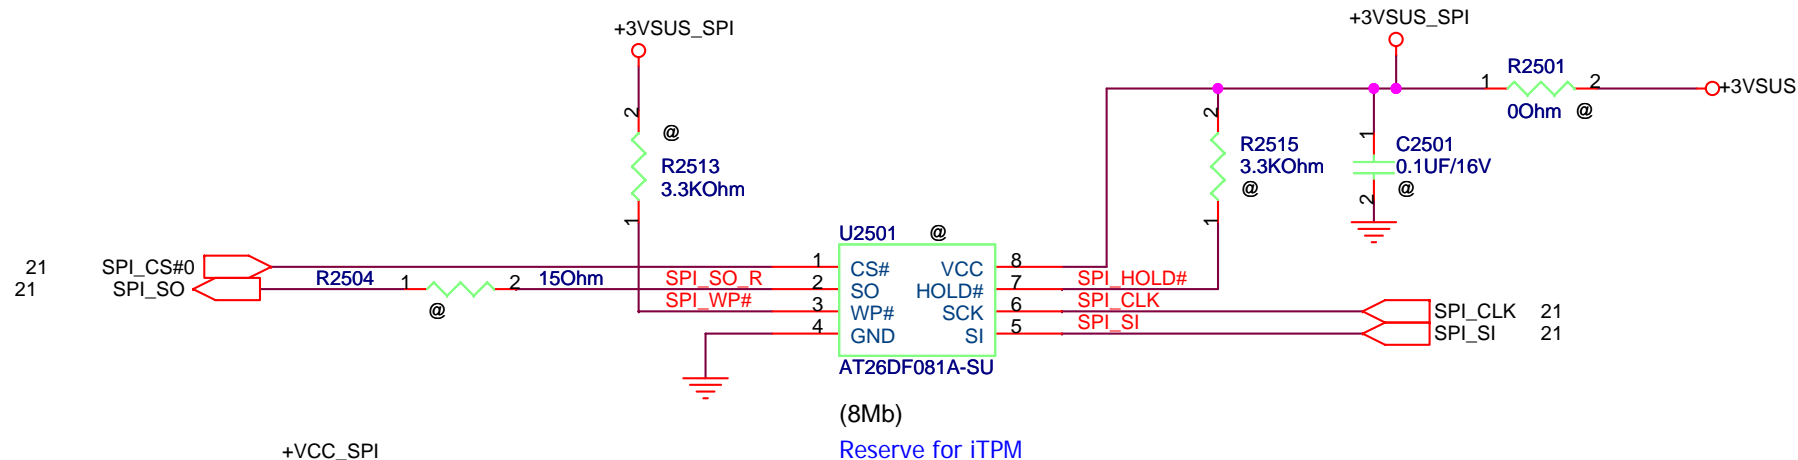 +3VSUS_SPI
+3VSUS_SPI
R2501
1 2
+3VSUS
0Ohm @
2
@
R2513
3.3KOhm
1
2
R2515
3.3KOhm
@
1
1
C2501
0.1UF/16V
@
2
U2501 @
21 SPI_CS#0
21 SPI_SO
R2504 1 2 15Ohm
@
SPI_SO_R
SPI_WP#
1 CS# VCC 8
2 SO HOLD# 7
3 WP# SCK 6
4 GND SI 5
SPI_HOLD#
SPI_CLK
SPI_SI
SPI_CLK 21
SPI_SI 21
AT26DF081A-SU
(8Mb)
Reserve for iTPM
+VCC_SPI